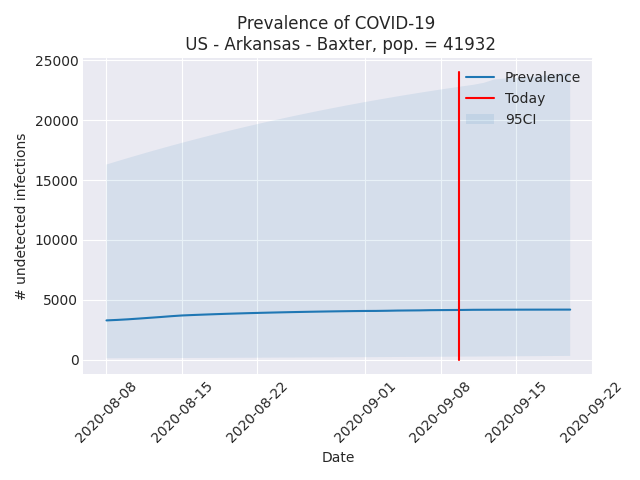 Prevalence of COVID-19
US - Arkansas - Baxter, pop. = 41932
25000
20000
15000
10000
5000
0
# undetected infections
Prevalence
Today
95CI
2020-08-08
2020-08-15
2020-08-22
2020-09-01
2020-09-08
2020-09-15
2020-09-22
Date